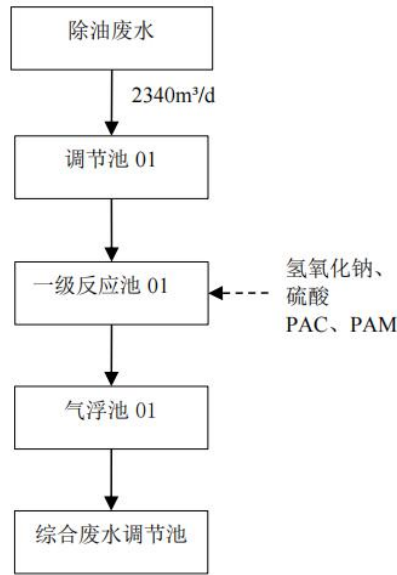 除油废水
2340m³/d
调节池 01
一级反应池 01
氢氧化钠、
硫酸
PAC、PAM
气浮池 01
综合废水调节池